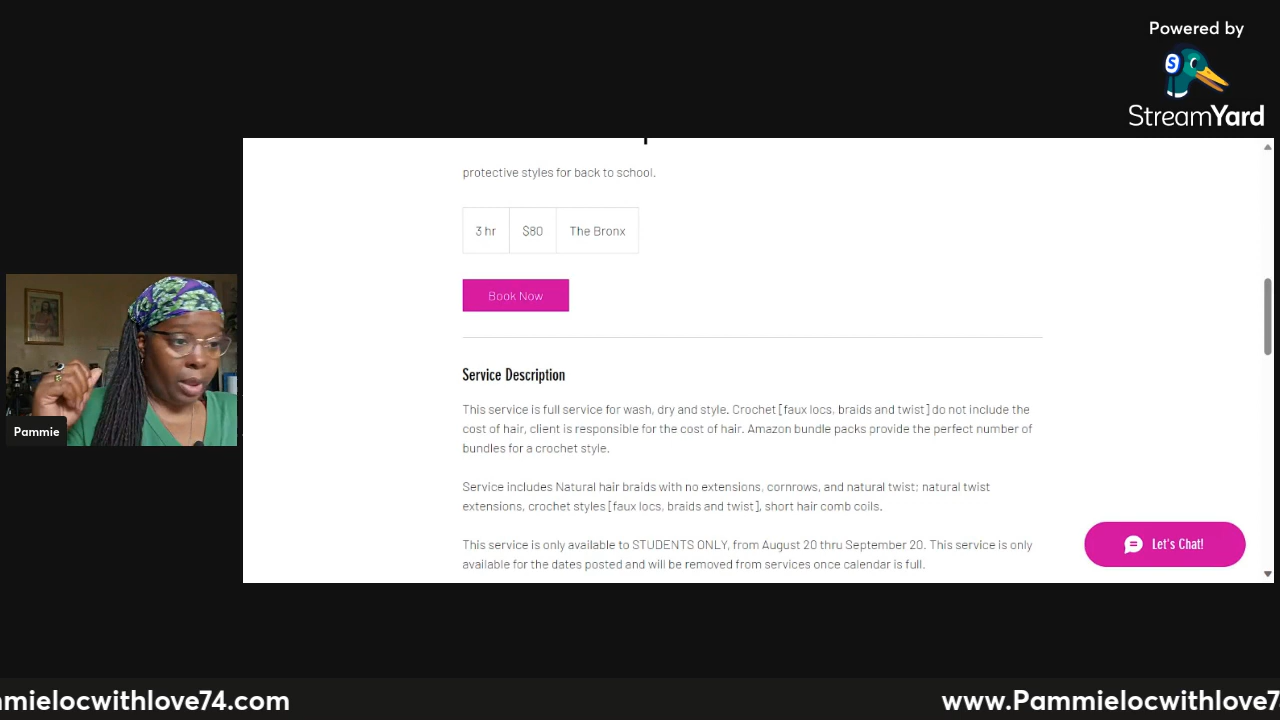 Powered by
StreamYard
protective styles for back to school.
3 hr
$80
The Bronx
Book Now
Service Description
This service is full service for wash, dry and style. Crochet [faux locs, braids and twist] do not include the
cost of hair, client is responsible for the cost of hair. Amazon bundle packs provide the perfect number of
bundles for a crochet style.
Service includes Natural hair braids with no extensions, cornrows, and natural twist; natural twist
extensions, crochet styles [faux locs, braids and twist], short hair comb coils.
This service is only available to STUDENTS ONLY, from August 20 thru September 20. This service is only
available for the dates posted and will be removed from services once calendar is full.
Let's Chat!
Pammie
mmielocwithlove74.com
www.Pammielocwithlove7